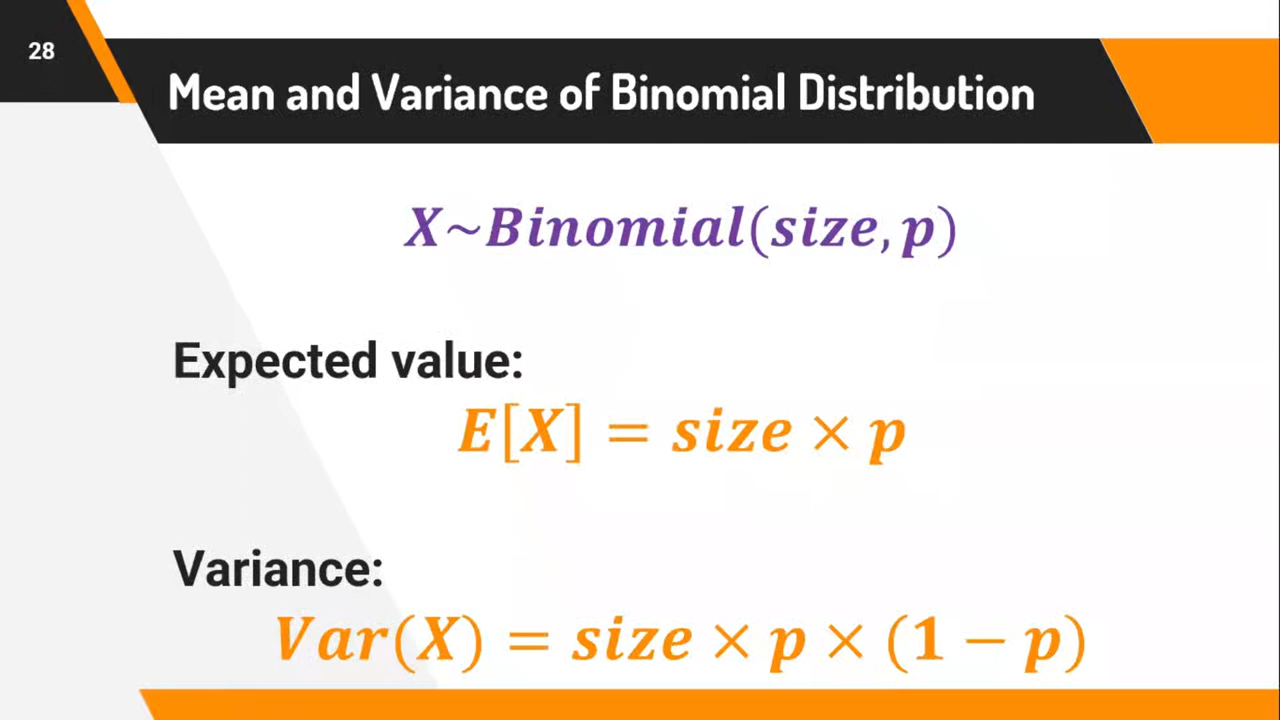 28
Mean and Variance of Binomial Distribution
X~Binomial(size, p)
Expected value:
E[X] = size × p
Variance:
Var(X) = size × p × (1 − p)